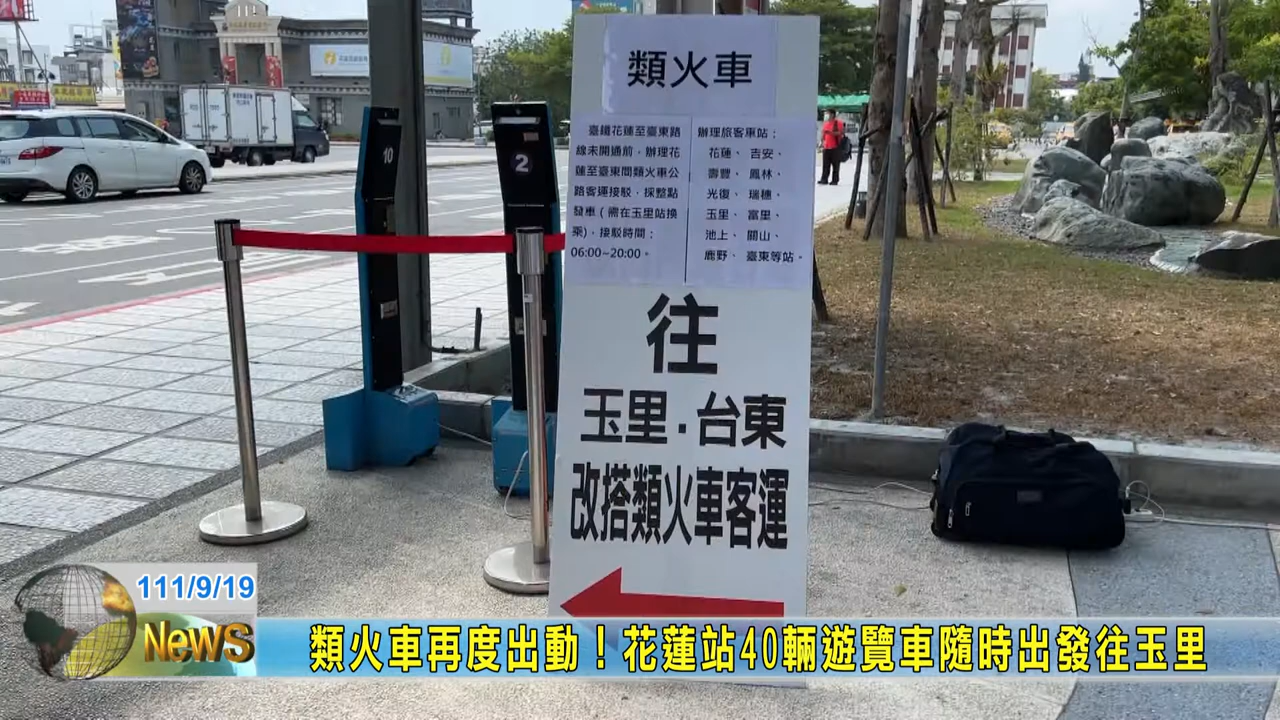 類火車
臺鐵花蓮至臺東路
線未開通前，辦理花
蓮至臺東間類火車公
路客運接駁，採整點
發車（需在玉里站換
乘），接駁時間：
06:00~20:00。
辦理旅客車站：
花蓮、吉安、
壽豐、鳳林、
光復、瑞穗、
玉里、富里、
池上、關山、
鹿野、臺東等站。
往
玉里．台東
改搭類火車客運
10
2
111/9/19
News
類火車再度出動！花蓮站40輛遊覽車隨時出發往玉里